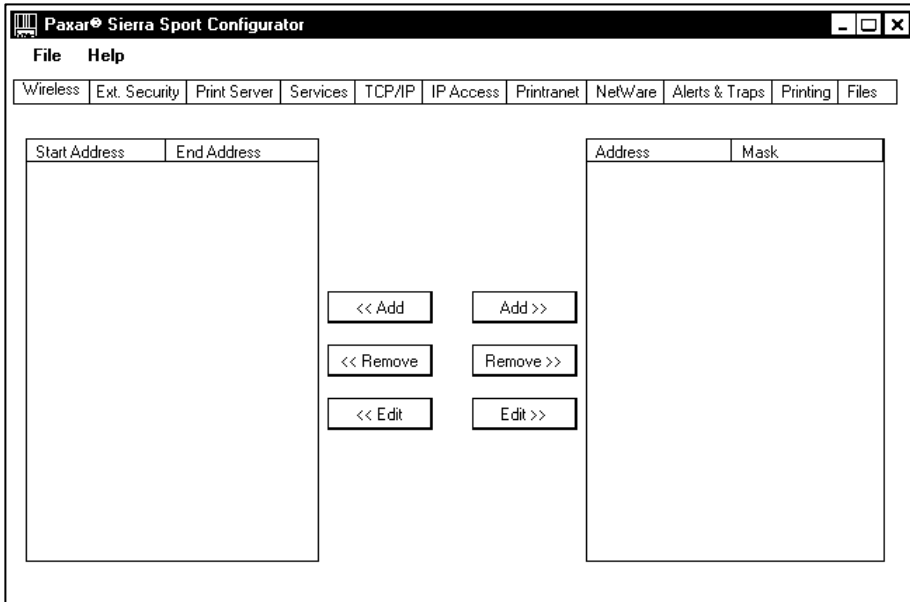 Paxar® Sierra Sport Configurator
File Help
Wireless Ext. Security Print Server Services TCP/IP IP Access Printranet NetWare Alerts & Traps Printing Files
Start Address End Address Address Mask
<< Add Add >>
<< Remove Remove >>
<< Edit Edit >>